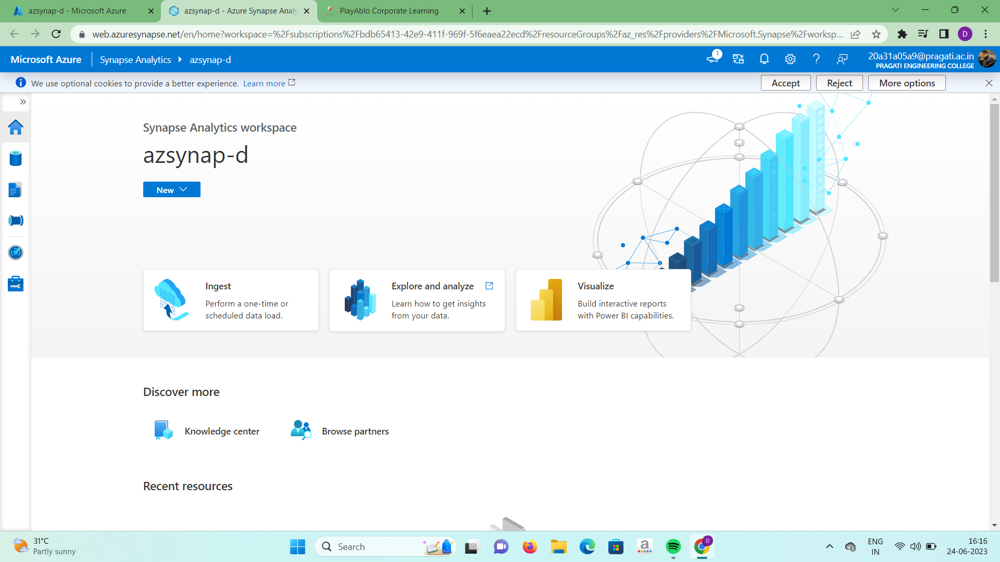 azsynap-d - Microsoft Azure
azsynap-d - Azure Synapse Analy
PlayAblo Corporate Learning
web.azuresynapse.net/en/home?workspace=%2Fsubscriptions%2Fbdb65413-42e9-411f-969f-5f6eaea22ecd%2FresourceGroups%2Faz_res%2Fproviders%2FMicrosoft.Synapse%2Fworksp...
D
Microsoft Azure
Synapse Analytics
azsynap-d
1
20a31a05a9@pragati.ac.in
PRAGATI ENGINEERING COLLEGE
We use optional cookies to provide a better experience. Learn more
Accept
Reject
More options
Synapse Analytics workspace
azsynap-d
New
Ingest
Perform a one-time or
scheduled data load.
Explore and analyze
Learn how to get insights
from your data.
Visualize
Build interactive reports
with Power BI capabilities.
Discover more
Knowledge center
Browse partners
Recent resources
31°C
Partly sunny
Search
a
D
ENG
IN
16:16
24-06-2023